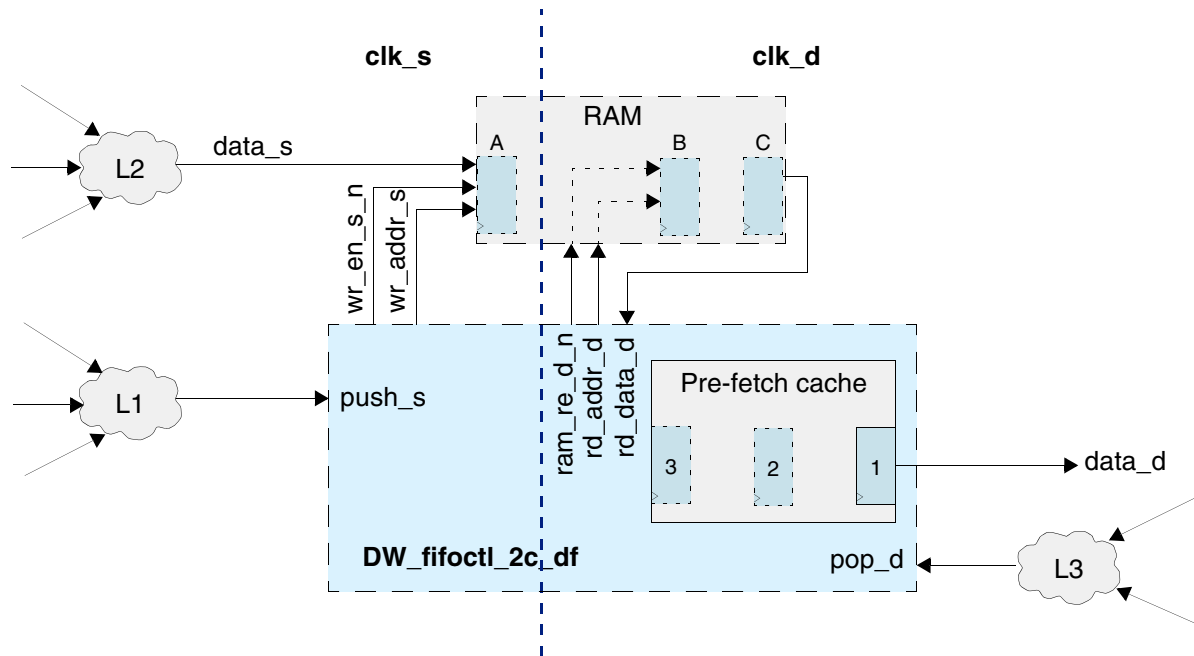 clk_s
clk_d
RAM
A
B
C
L2
data_s
wr_en_s_n
wr_addr_s
ram_re_d_n
rd_addr_d
rd_data_d
Pre-fetch cache
L1
push_s
3
2
1
data_d
DW_fifoctl_2c_df
pop_d
L3